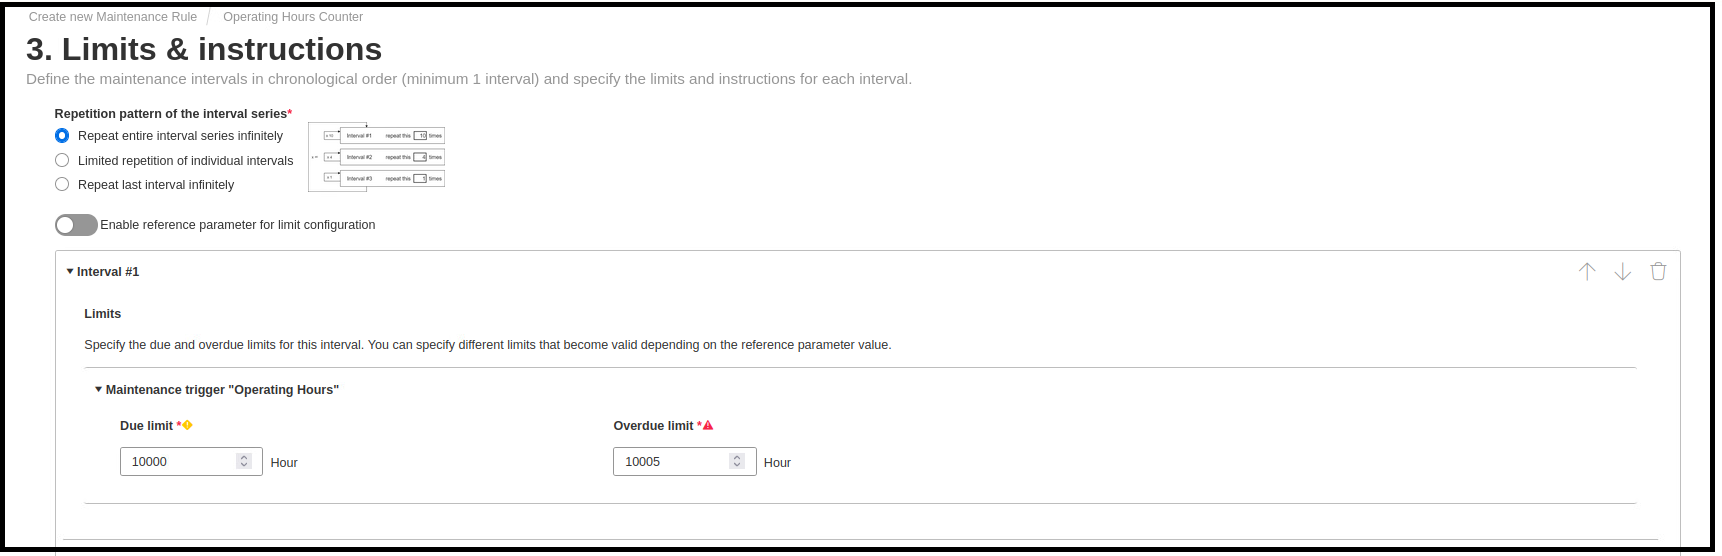 Create new Maintenance Rule / Operating Hours Counter
3. Limits & instructions
Define the maintenance intervals in chronological order (minimum 1 interval) and specify the limits and instructions for each interval.
Repetition pattern of the interval series*
Repeat entire interval series infinitely
Limited repetition of individual intervals
Repeat last interval infinitely
Interval #1 repeat this 10 times
Interval #2 repeat this 4 times
Interval #3 repeat this 1 times
Enable reference parameter for limit configuration
Interval #1
Limits
Specify the due and overdue limits for this interval. You can specify different limits that become valid depending on the reference parameter value.
Maintenance trigger "Operating Hours"
Due limit * Overdue limit *
10000 Hour 10005 Hour